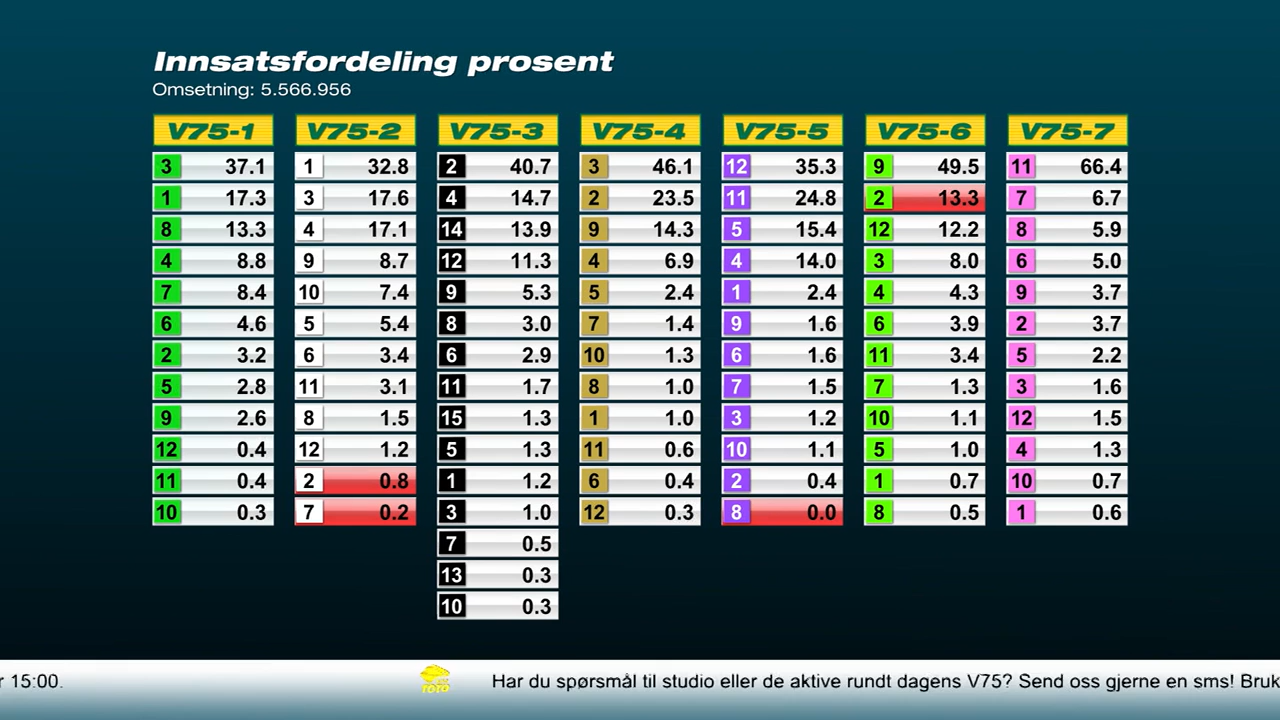 Innsatsfordeling prosent
Omsetning: 5.566.956
V75-1 V75-2 V75-3 V75-4 V75-5 V75-6 V75-7
3 37.1 1 32.8 2 40.7 3 46.1 12 35.3 9 49.5 11 66.4
1 17.3 3 17.6 4 14.7 2 23.5 11 24.8 2 13.3 7 6.7
8 13.3 4 17.1 14 13.9 9 14.3 5 15.4 12 12.2 8 5.9
4 8.8 9 8.7 12 11.3 4 6.9 4 14.0 3 8.0 6 5.0
7 8.4 10 7.4 9 5.3 5 2.4 1 2.4 4 4.3 9 3.7
6 4.6 5 5.4 8 3.0 7 1.4 9 1.6 6 3.9 2 3.7
2 3.2 6 3.4 6 2.9 10 1.3 6 1.6 11 3.4 5 2.2
5 2.8 11 3.1 11 1.7 8 1.0 7 1.5 7 1.3 3 1.6
9 2.6 8 1.5 15 1.3 1 1.0 3 1.2 10 1.1 12 1.5
12 0.4 12 1.2 5 1.3 11 0.6 10 1.1 5 1.0 4 1.3
11 0.4 2 0.8 1 1.2 6 0.4 2 0.4 1 0.7 10 0.7
10 0.3 7 0.2 3 1.0 12 0.3 8 0.0 8 0.5 1 0.6
7 0.5
13 0.3
10 0.3
r 15:00. TOTO Har du spørsmål til studio eller de aktive rundt dagens V75? Send oss gjerne en sms! Bruk